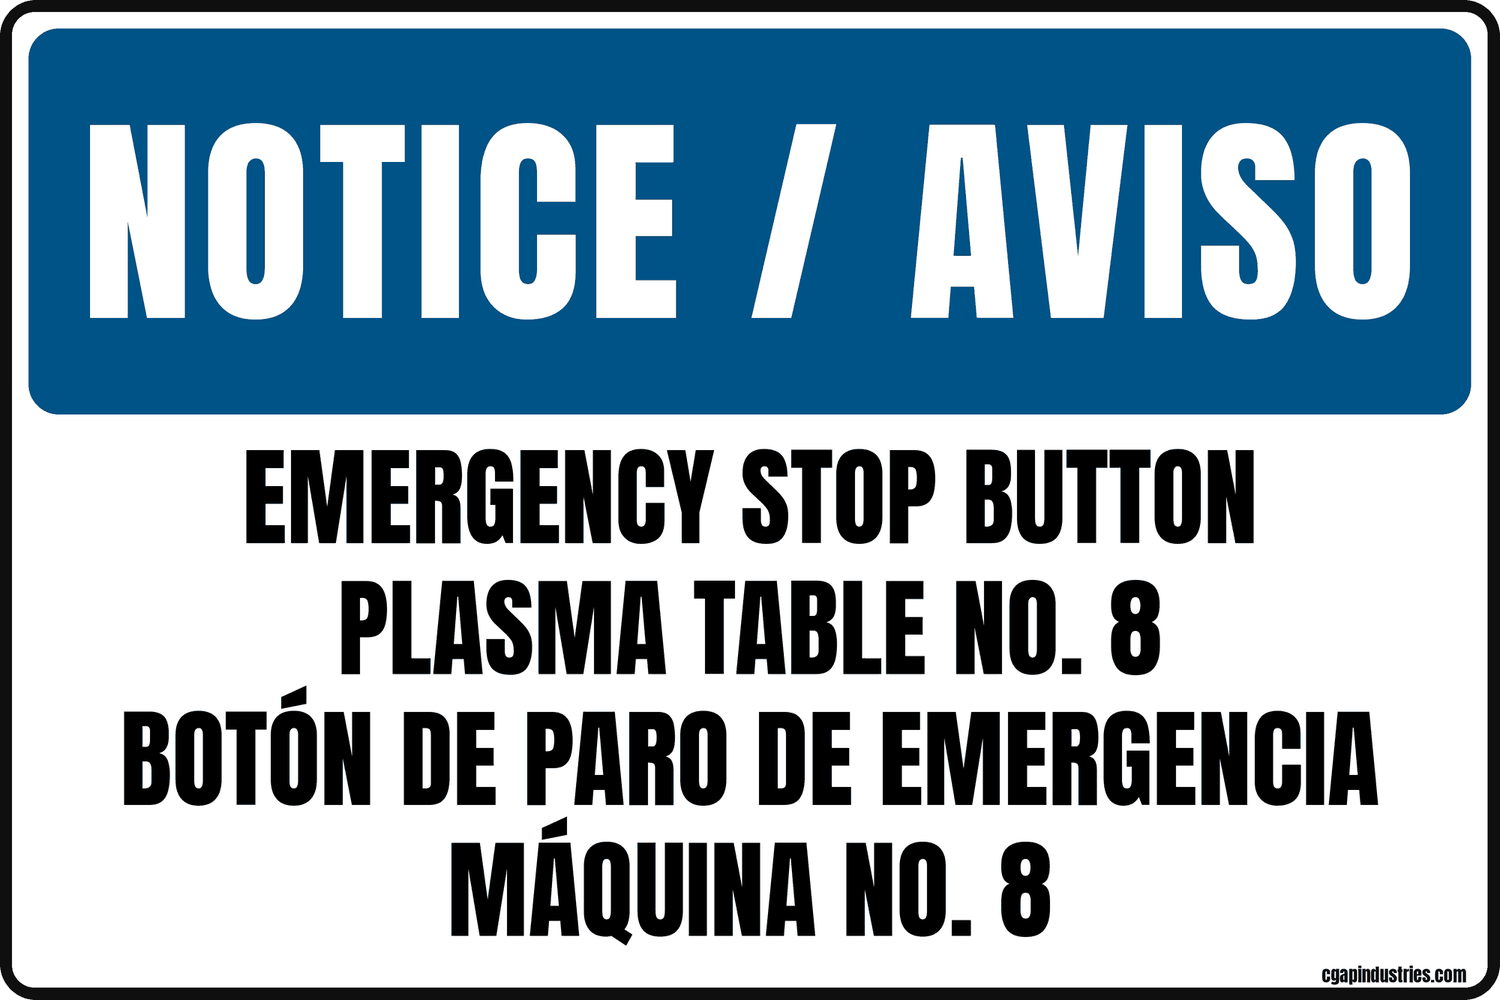 NOTICE / AVISO
EMERGENCY STOP BUTTON
PLASMA TABLE NO. 8
BOTÓN DE PARO DE EMERGENCIA
MÁQUINA NO. 8
cgapindustries.com